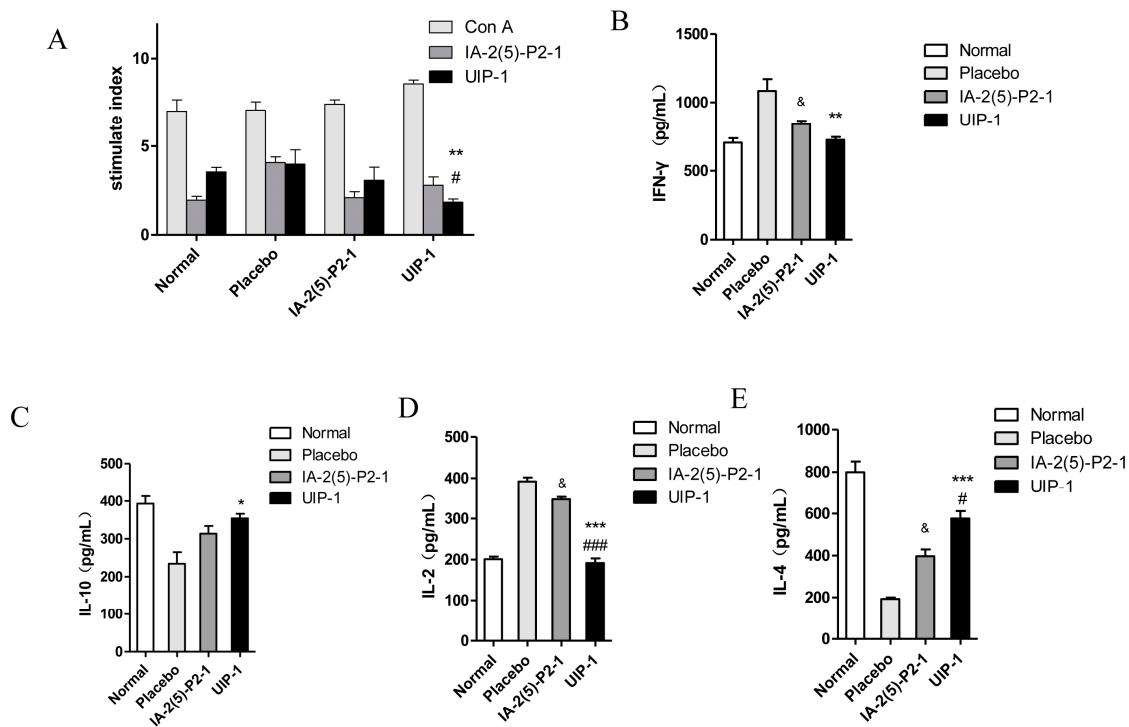 A
stimulate index
10
5
0
Con A
IA-2(5)-P2-1
UIP-1
**
#
Normal
Placebo
IA-2(5)-P2-1
UIP-1
B
IFN-γ （pg/mL）
1500
1000
500
0
&
**
Normal
Placebo
IA-2(5)-P2-1
UIP-1
Normal
Placebo
IA-2(5)-P2-1
UIP-1
C
IL-10（pg/mL）
500
400
300
200
100
0
*
Normal
Placebo
IA-2(5)-P2-1
UIP-1
Normal
Placebo
IA-2(5)-P2-1
UIP-1
D
IL-2（pg/mL）
500
400
300
200
100
0
&
***
###
Normal
Placebo
IA-2(5)-P2-1
UIP-1
Normal
Placebo
IA-2(5)-P2-1
UIP-1
E
IL-4（pg/mL）
1000
800
600
400
200
0
&
***
#
Normal
Placebo
IA-2(5)-P2-1
UIP-1
Normal
Placebo
IA-2(5)-P2-1
UIP-1